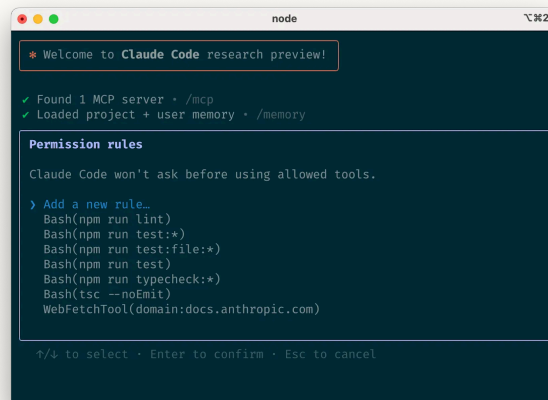 node
⌥⌘2
✻ Welcome to Claude Code research preview!
✔ Found 1 MCP server • /mcp
✔ Loaded project + user memory • /memory
Permission rules
Claude Code won't ask before using allowed tools.
❯ Add a new rule…
Bash(npm run lint)
Bash(npm run test:*)
Bash(npm run test:file:*)
Bash(npm run test)
Bash(npm run typecheck:*)
Bash(tsc --noEmit)
WebFetchTool(domain:docs.anthropic.com)
↑/↓ to select · Enter to confirm · Esc to cancel